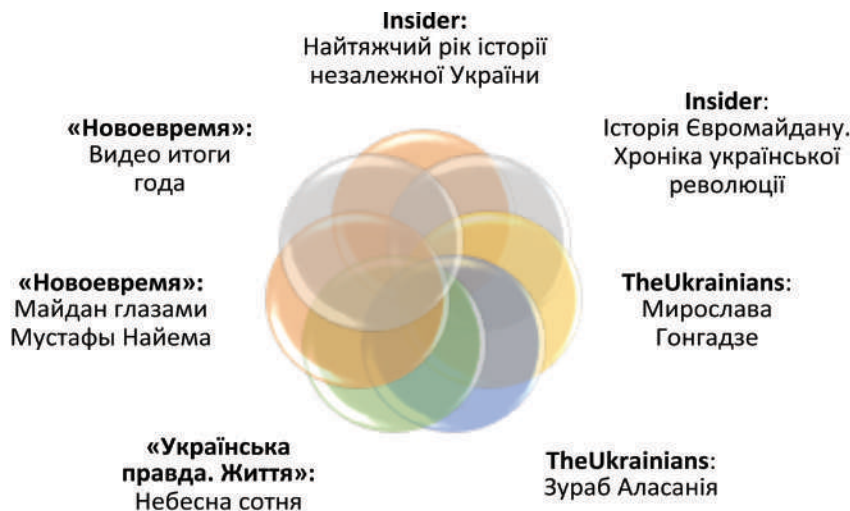 Insider:
Найтяжчий рік історії
незалежної України
Insider:
Історія Євромайдану.
Хроніка української
революції
TheUkrainians:
Мирослава
Гонгадзе
TheUkrainians:
Зураб Аласанія
«Українська
правда. Життя»:
Небесна сотня
«Новоевремя»:
Майдан глазами
Мустафы Найема
«Новоевремя»:
Видео итоги
года